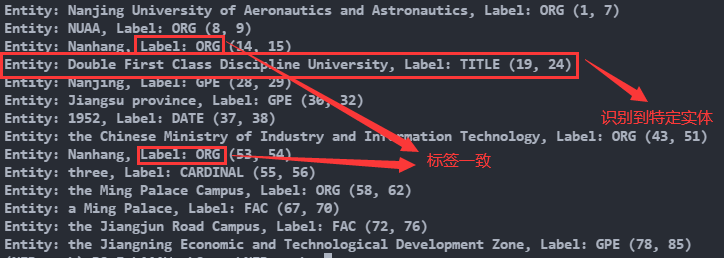 Entity: Nanjing University of Aeronautics and Astronautics, Label: ORG (1, 7)
Entity: NUAA, Label: ORG (8, 9)
Entity: Nanhang, Label: ORG (14, 15)
Entity: Double First Class Discipline University, Label: TITLE (19, 24)
Entity: Nanjing, Label: GPE (28, 29)
Entity: Jiangsu province, Label: GPE (30, 32)
Entity: 1952, Label: DATE (37, 38)
识别到特定实体
Entity: the Chinese Ministry of Industry and Information Technology, Label: ORG (43, 51)
Entity: Nanhang, Label: ORG (53, 54)
标签一致
Entity: three, Label: CARDINAL (55, 56)
Entity: the Ming Palace Campus, Label: ORG (58, 62)
Entity: a Ming Palace, Label: FAC (67, 70)
Entity: the Jiangjun Road Campus, Label: FAC (72, 76)
Entity: the Jiangning Economic and Technological Development Zone, Label: GPE (78, 85)